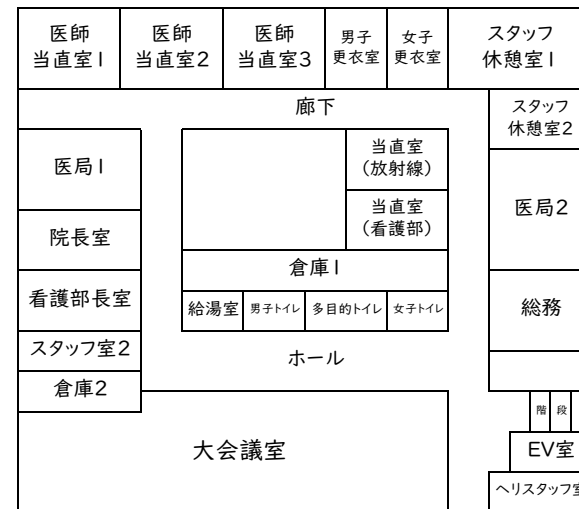 医師
当直室1
医師
当直室2
医師
当直室3
男子
更衣室
女子
更衣室
スタッフ
休憩室1
廊下
スタッフ
休憩室2
医局1
当直室
(放射線)
医局2
当直室
(看護部)
院長室
倉庫1
看護部長室
給湯室
男子トイレ
多目的トイレ
女子トイレ
総務
スタッフ室2
ホール
倉庫2
階
段
大会議室
EV室
ヘリスタッフ室